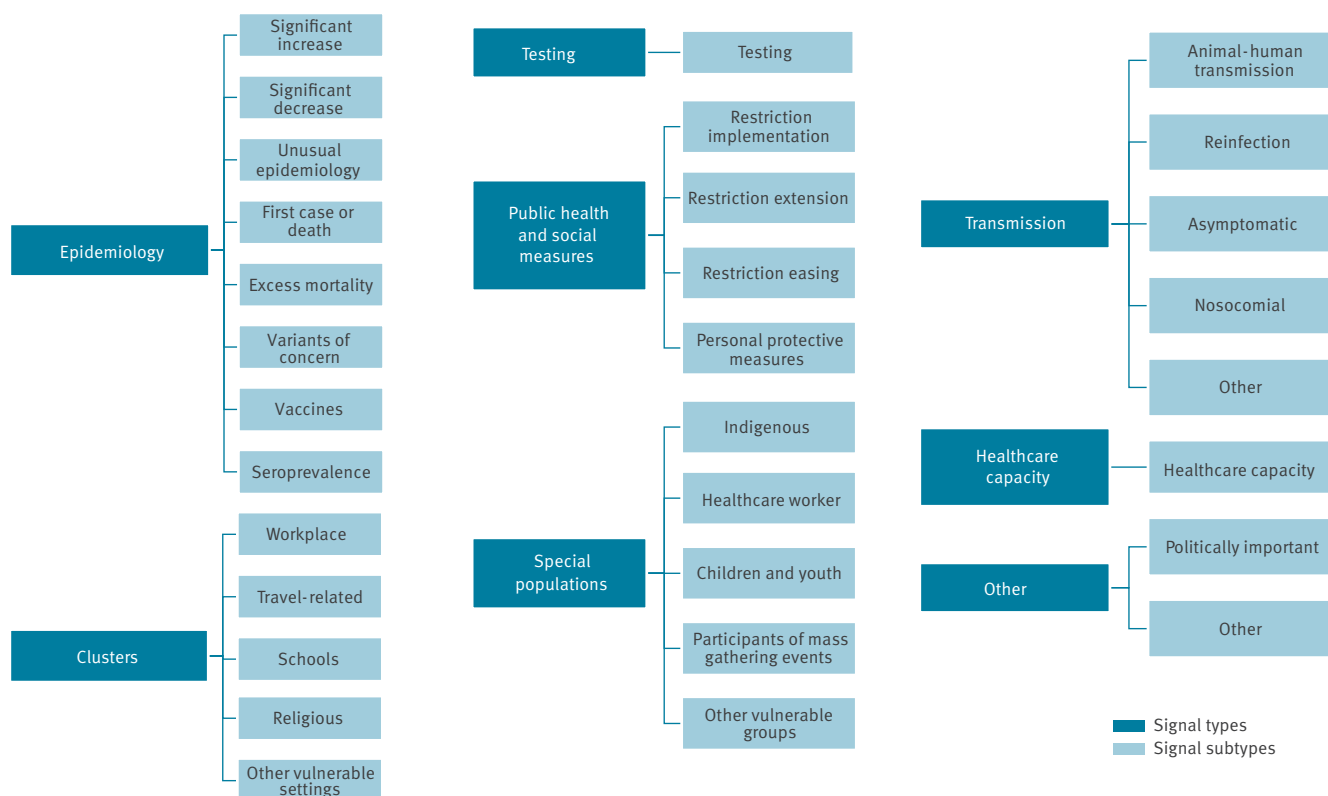 Epidemiology
Significant
increase
Significant
decrease
Unusual
epidemiology
First case or
death
Excess mortality
Variants of
concern
Vaccines
Seroprevalence
Clusters
Workplace
Travel-related
Schools
Religious
Other vulnerable
settings
Testing
Testing
Public health
and social
measures
Restriction
implementation
Restriction extension
Restriction easing
Personal protective
measures
Special
populations
Indigenous
Healthcare worker
Children and youth
Participants of mass
gathering events
Other vulnerable
groups
Transmission
Animal-human
transmission
Reinfection
Asymptomatic
Nosocomial
Other
Healthcare
capacity
Healthcare capacity
Other
Politically important
Other
Signal types
Signal subtypes